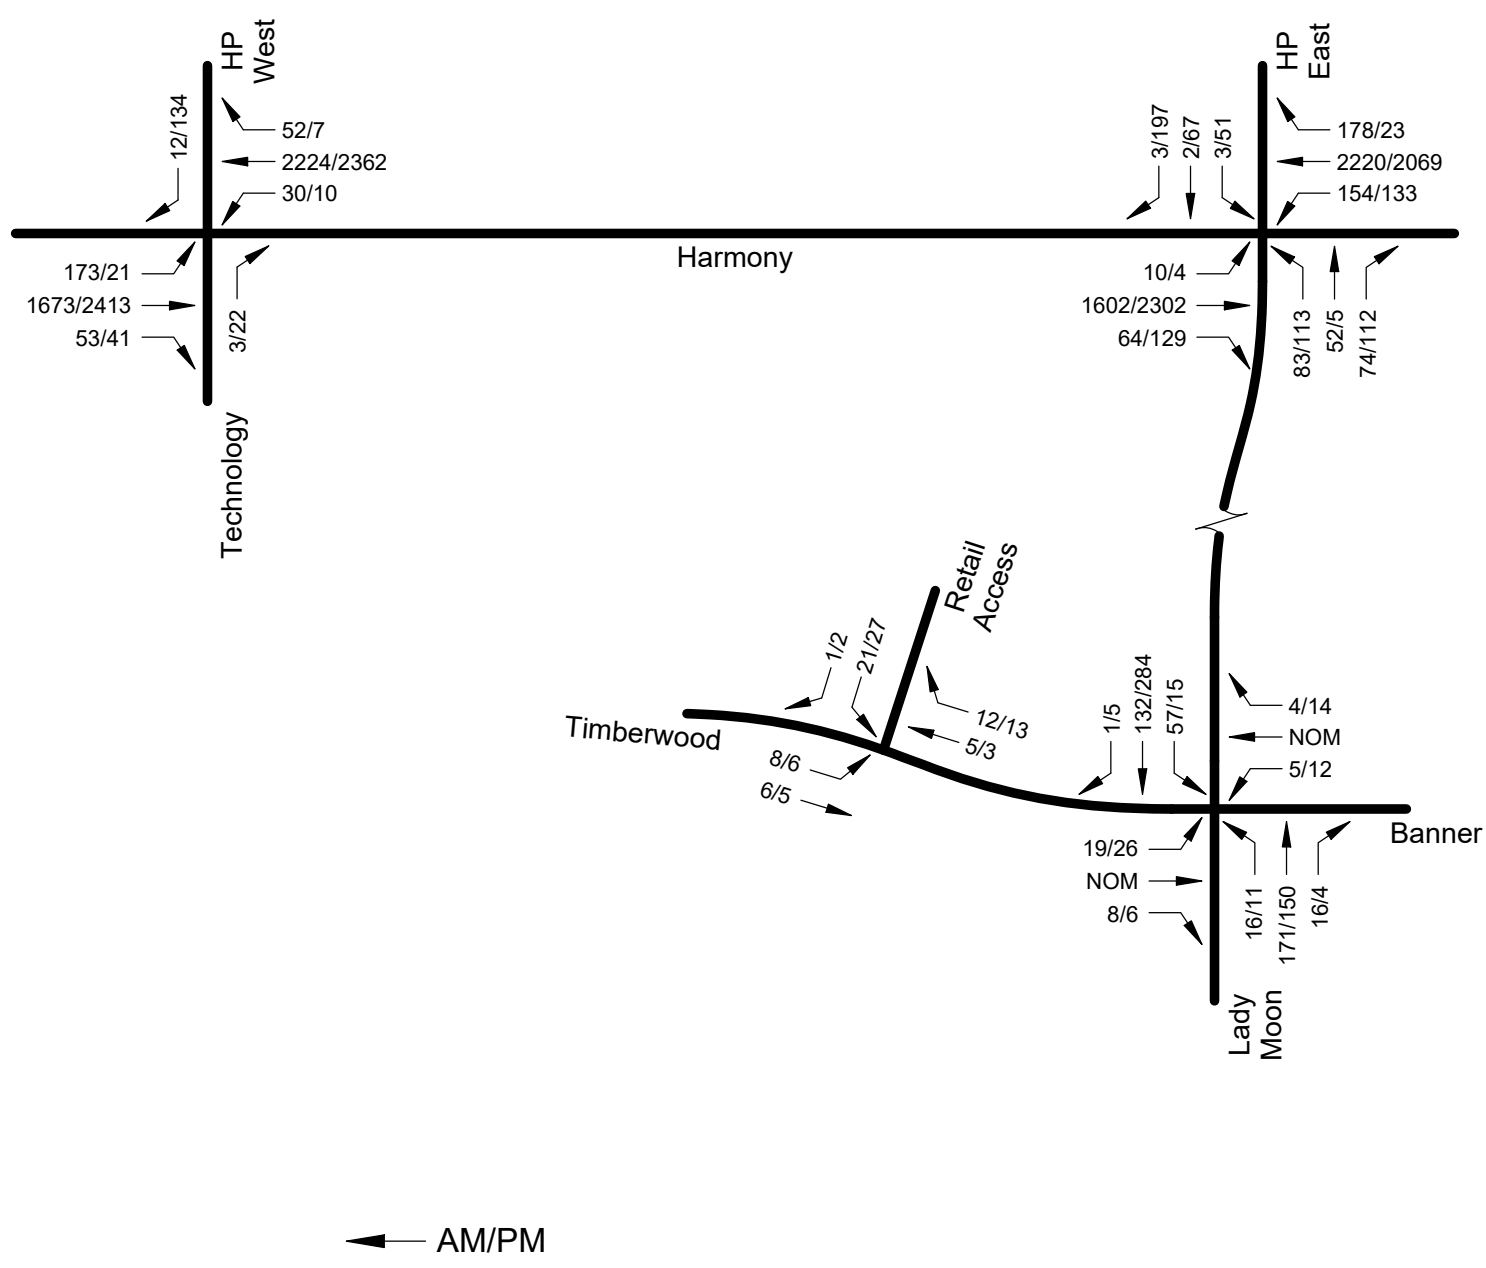 HP
West
12/134
52/7
2224/2362
30/10
173/21
1673/2413
53/41
3/22
Technology
Harmony
HP
East
3/197
2/67
3/51
178/23
2220/2069
154/133
10/4
1602/2302
64/129
83/113
52/5
74/112
Retail
Access
1/2
21/27
12/13
5/3
Timberwood
8/6
6/5
1/5
132/284
57/15
4/14
NOM
5/12
Banner
19/26
NOM
8/6
16/11
171/150
16/4
Lady
Moon
AM/PM